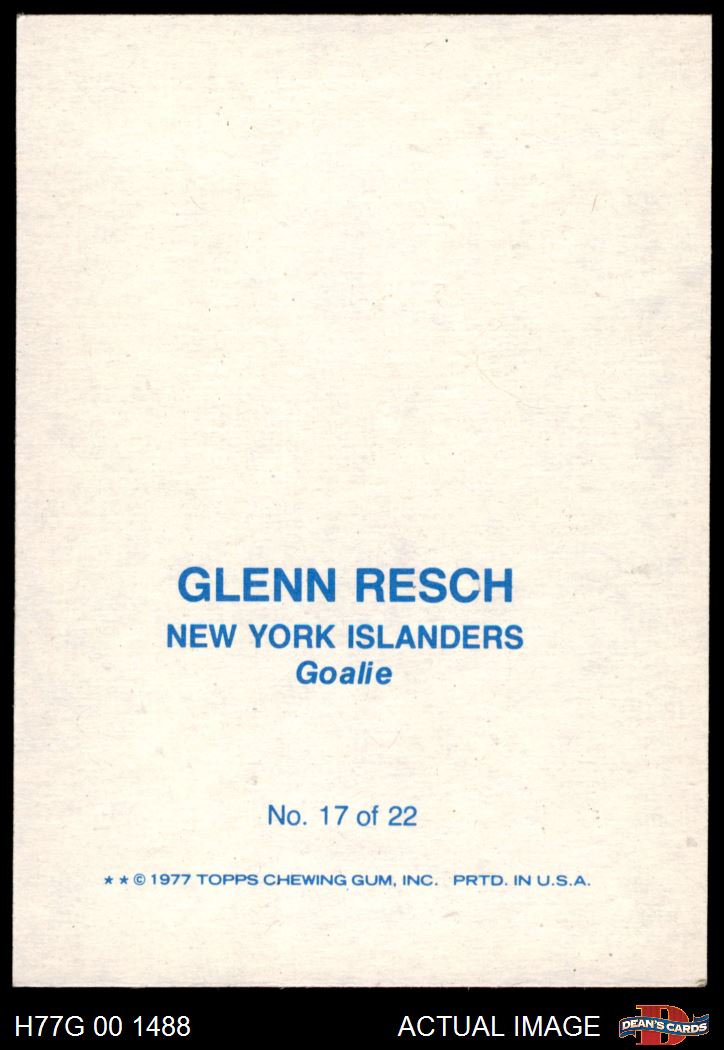 GLENN RESCH
NEW YORK ISLANDERS
Goalie
No. 17 of 22
★ ★ © 1977 TOPPS CHEWING GUM, INC. PRTD. IN U.S.A.
H77G 00 1488
ACTUAL IMAGE
D
DEAN'S CARDS